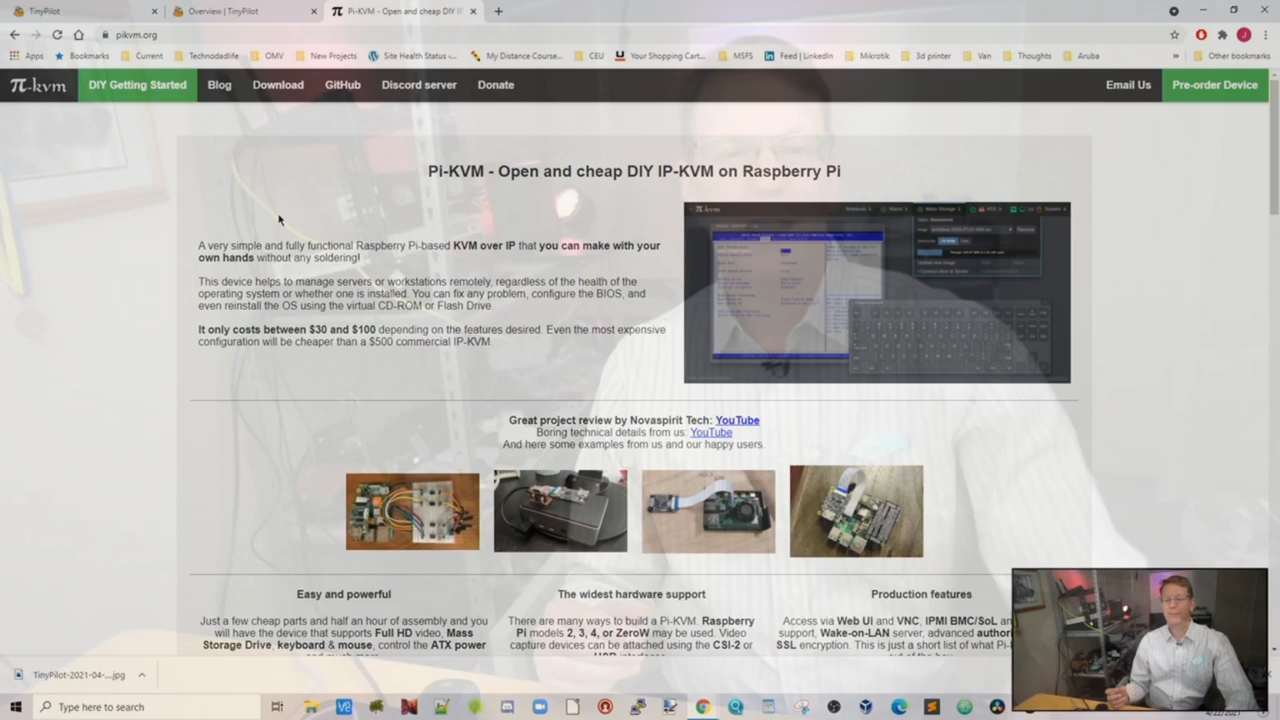 TinyPilot
Overview | TinyPilot
Pi-KVM - Open and cheap DIY IP
pikvm.org
Apps
Bookmarks
Current
Technodadlife
OMV
New Projects
Site Health Status -...
My Distance Course...
CEU
Your Shopping Cart...
MSFS
Feed | LinkedIn
Mikrotik
3d printer
Van
Thoughts
Aruba
Other bookmarks
π-kvm
DIY Getting Started
Blog
Download
GitHub
Discord server
Donate
Email Us
Pre-order Device
Pi-KVM - Open and cheap DIY IP-KVM on Raspberry Pi
A very simple and fully functional Raspberry Pi-based KVM over IP that you can make with your
own hands without any soldering!
This device helps to manage servers or workstations remotely, regardless of the health of the
operating system or whether one is installed. You can fix any problem, configure the BIOS, and
even reinstall the OS using the virtual CD-ROM or Flash Drive.
It only costs between $30 and $100 depending on the features desired. Even the most expensive
configuration will be cheaper than a $500 commercial IP-KVM.
Great project review by Novaspirit Tech: YouTube
Boring technical details from us: YouTube
And here some examples from us and our happy users.
Easy and powerful
Just a few cheap parts and half an hour of assembly and you
will have the device that supports Full HD video, Mass
Storage Drive, keyboard & mouse, control the ATX power
The widest hardware support
There are many ways to build a Pi-KVM. Raspberry
Pi models 2, 3, 4, or ZeroW may be used. Video
capture devices can be attached using the CSI-2 or
Production features
Access via Web UI and VNC, IPMI BMC/SoL
support, Wake-on-LAN server, advanced
SSL encryption. This is just a short list of what
TinyPilot-2021-04-....jpg
Type here to search
4/22/2021